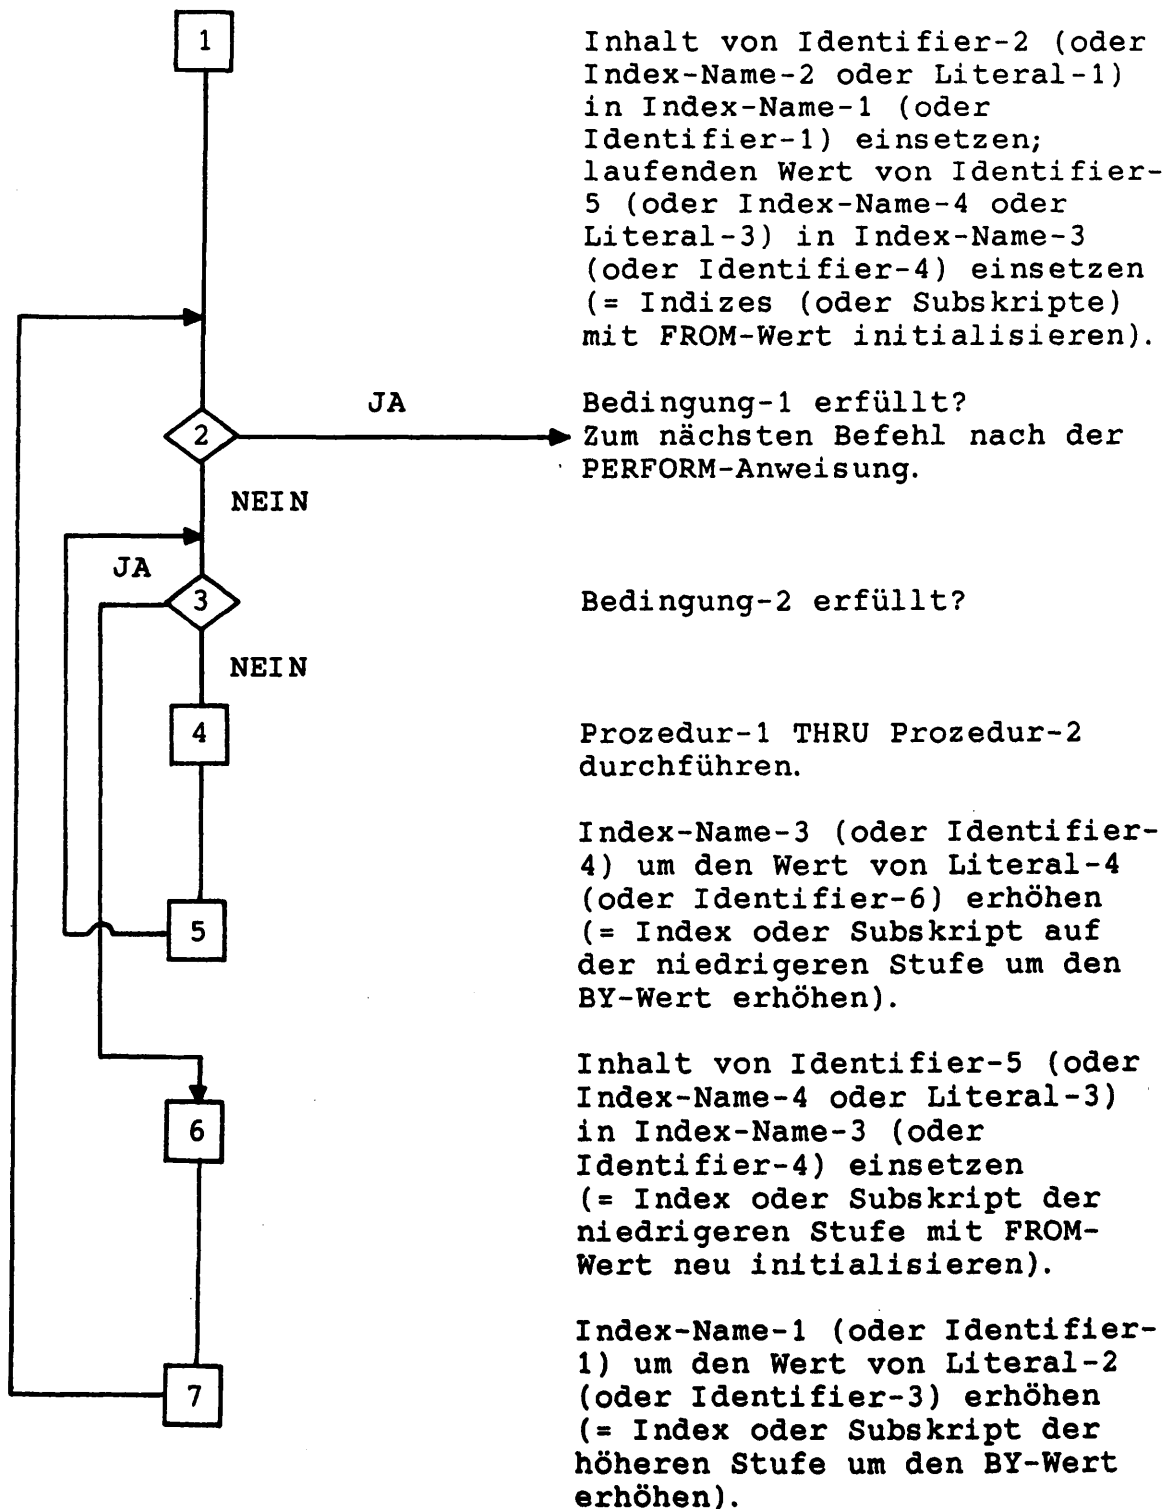 1
Inhalt von Identifier-2 (oder
Index-Name-2 oder Literal-1)
in Index-Name-1 (oder
Identifier-1) einsetzen;
laufenden Wert von Identifier-
5 (oder Index-Name-4 oder
Literal-3) in Index-Name-3
(oder Identifier-4) einsetzen
(= Indizes (oder Subskripte)
mit FROM-Wert initialisieren).
2
JA
Bedingung-1 erfüllt?
Zum nächsten Befehl nach der
PERFORM-Anweisung.
NEIN
JA
3
Bedingung-2 erfüllt?
NEIN
4
Prozedur-1 THRU Prozedur-2
durchführen.
5
Index-Name-3 (oder Identifier-
4) um den Wert von Literal-4
(oder Identifier-6) erhöhen
(= Index oder Subskript auf
der niedrigeren Stufe um den
BY-Wert erhöhen).
6
Inhalt von Identifier-5 (oder
Index-Name-4 oder Literal-3)
in Index-Name-3 (oder
Identifier-4) einsetzen
(= Index oder Subskript der
niedrigeren Stufe mit FROM-
Wert neu initialisieren).
7
Index-Name-1 (oder Identifier-
1) um den Wert von Literal-2
(oder Identifier-3) erhöhen
(= Index oder Subskript der
höheren Stufe um den BY-Wert
erhöhen).